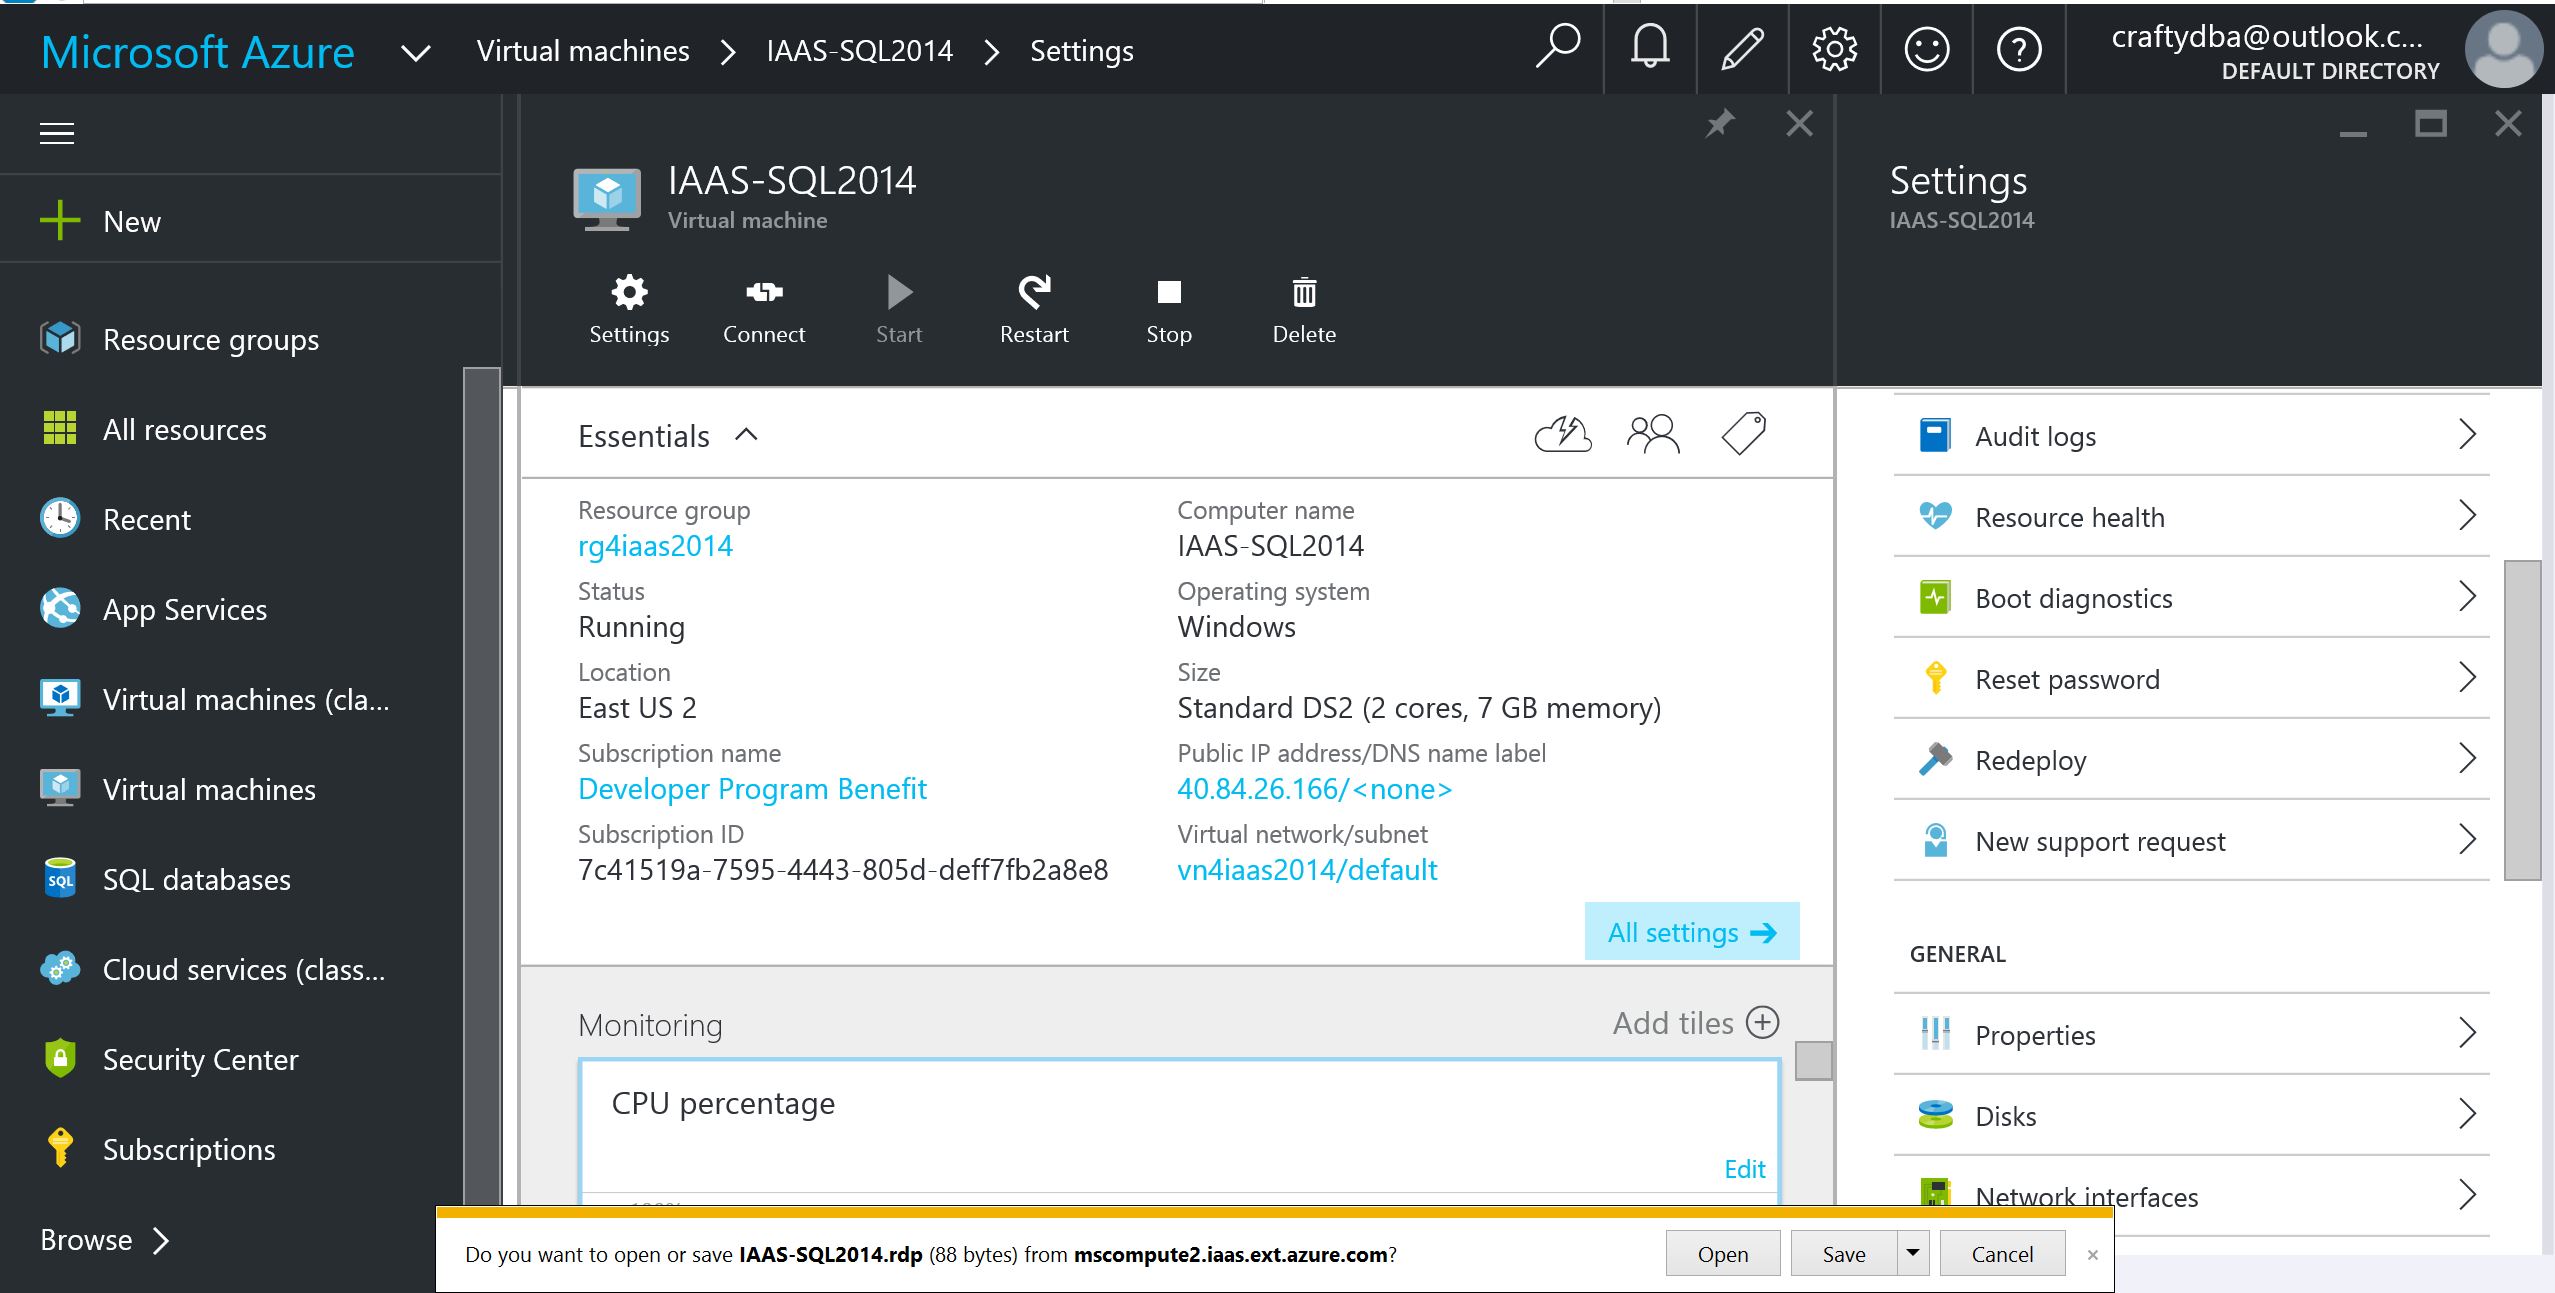 Microsoft Azure
Virtual machines
IAAS-SQL2014
Settings
craftydba@outlook.c...
DEFAULT DIRECTORY
New
Resource groups
All resources
Recent
App Services
Virtual machines (cla...
Virtual machines
SQL
SQL databases
Cloud services (class...
Security Center
Subscriptions
Browse
IAAS-SQL2014
Virtual machine
Settings
Connect
Start
Restart
Stop
Delete
Essentials
Resource group
rg4iaas2014
Status
Running
Location
East US 2
Subscription name
Developer Program Benefit
Subscription ID
7c41519a-7595-4443-805d-deff7fb2a8e8
Computer name
IAAS-SQL2014
Operating system
Windows
Size
Standard DS2 (2 cores, 7 GB memory)
Public IP address/DNS name label
40.84.26.166/<none>
Virtual network/subnet
vn4iaas2014/default
All settings
Monitoring
Add tiles
CPU percentage
Edit
Settings
IAAS-SQL2014
Audit logs
Resource health
Boot diagnostics
Reset password
Redeploy
New support request
GENERAL
Properties
Disks
Network interfaces
Do you want to open or save IAAS-SQL2014.rdp (88 bytes) from mscompute2.iaas.ext.azure.com?
Open
Save
Cancel